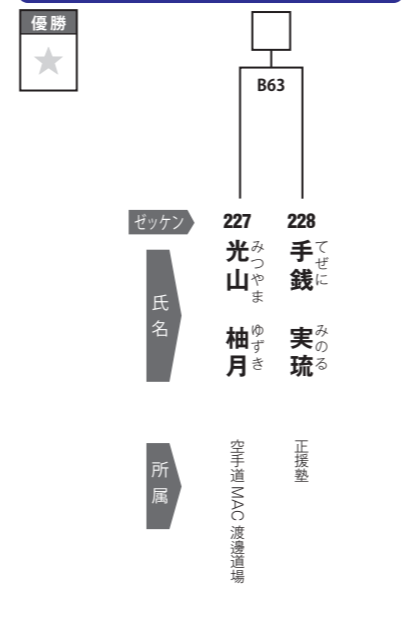 優勝
B63
ゼッケン
227
228
氏名
光山 柚月
みつやま ゆずき
手銭 実琉
てぜに みのる
所属
空手道MAC渡邊道場
正援塾